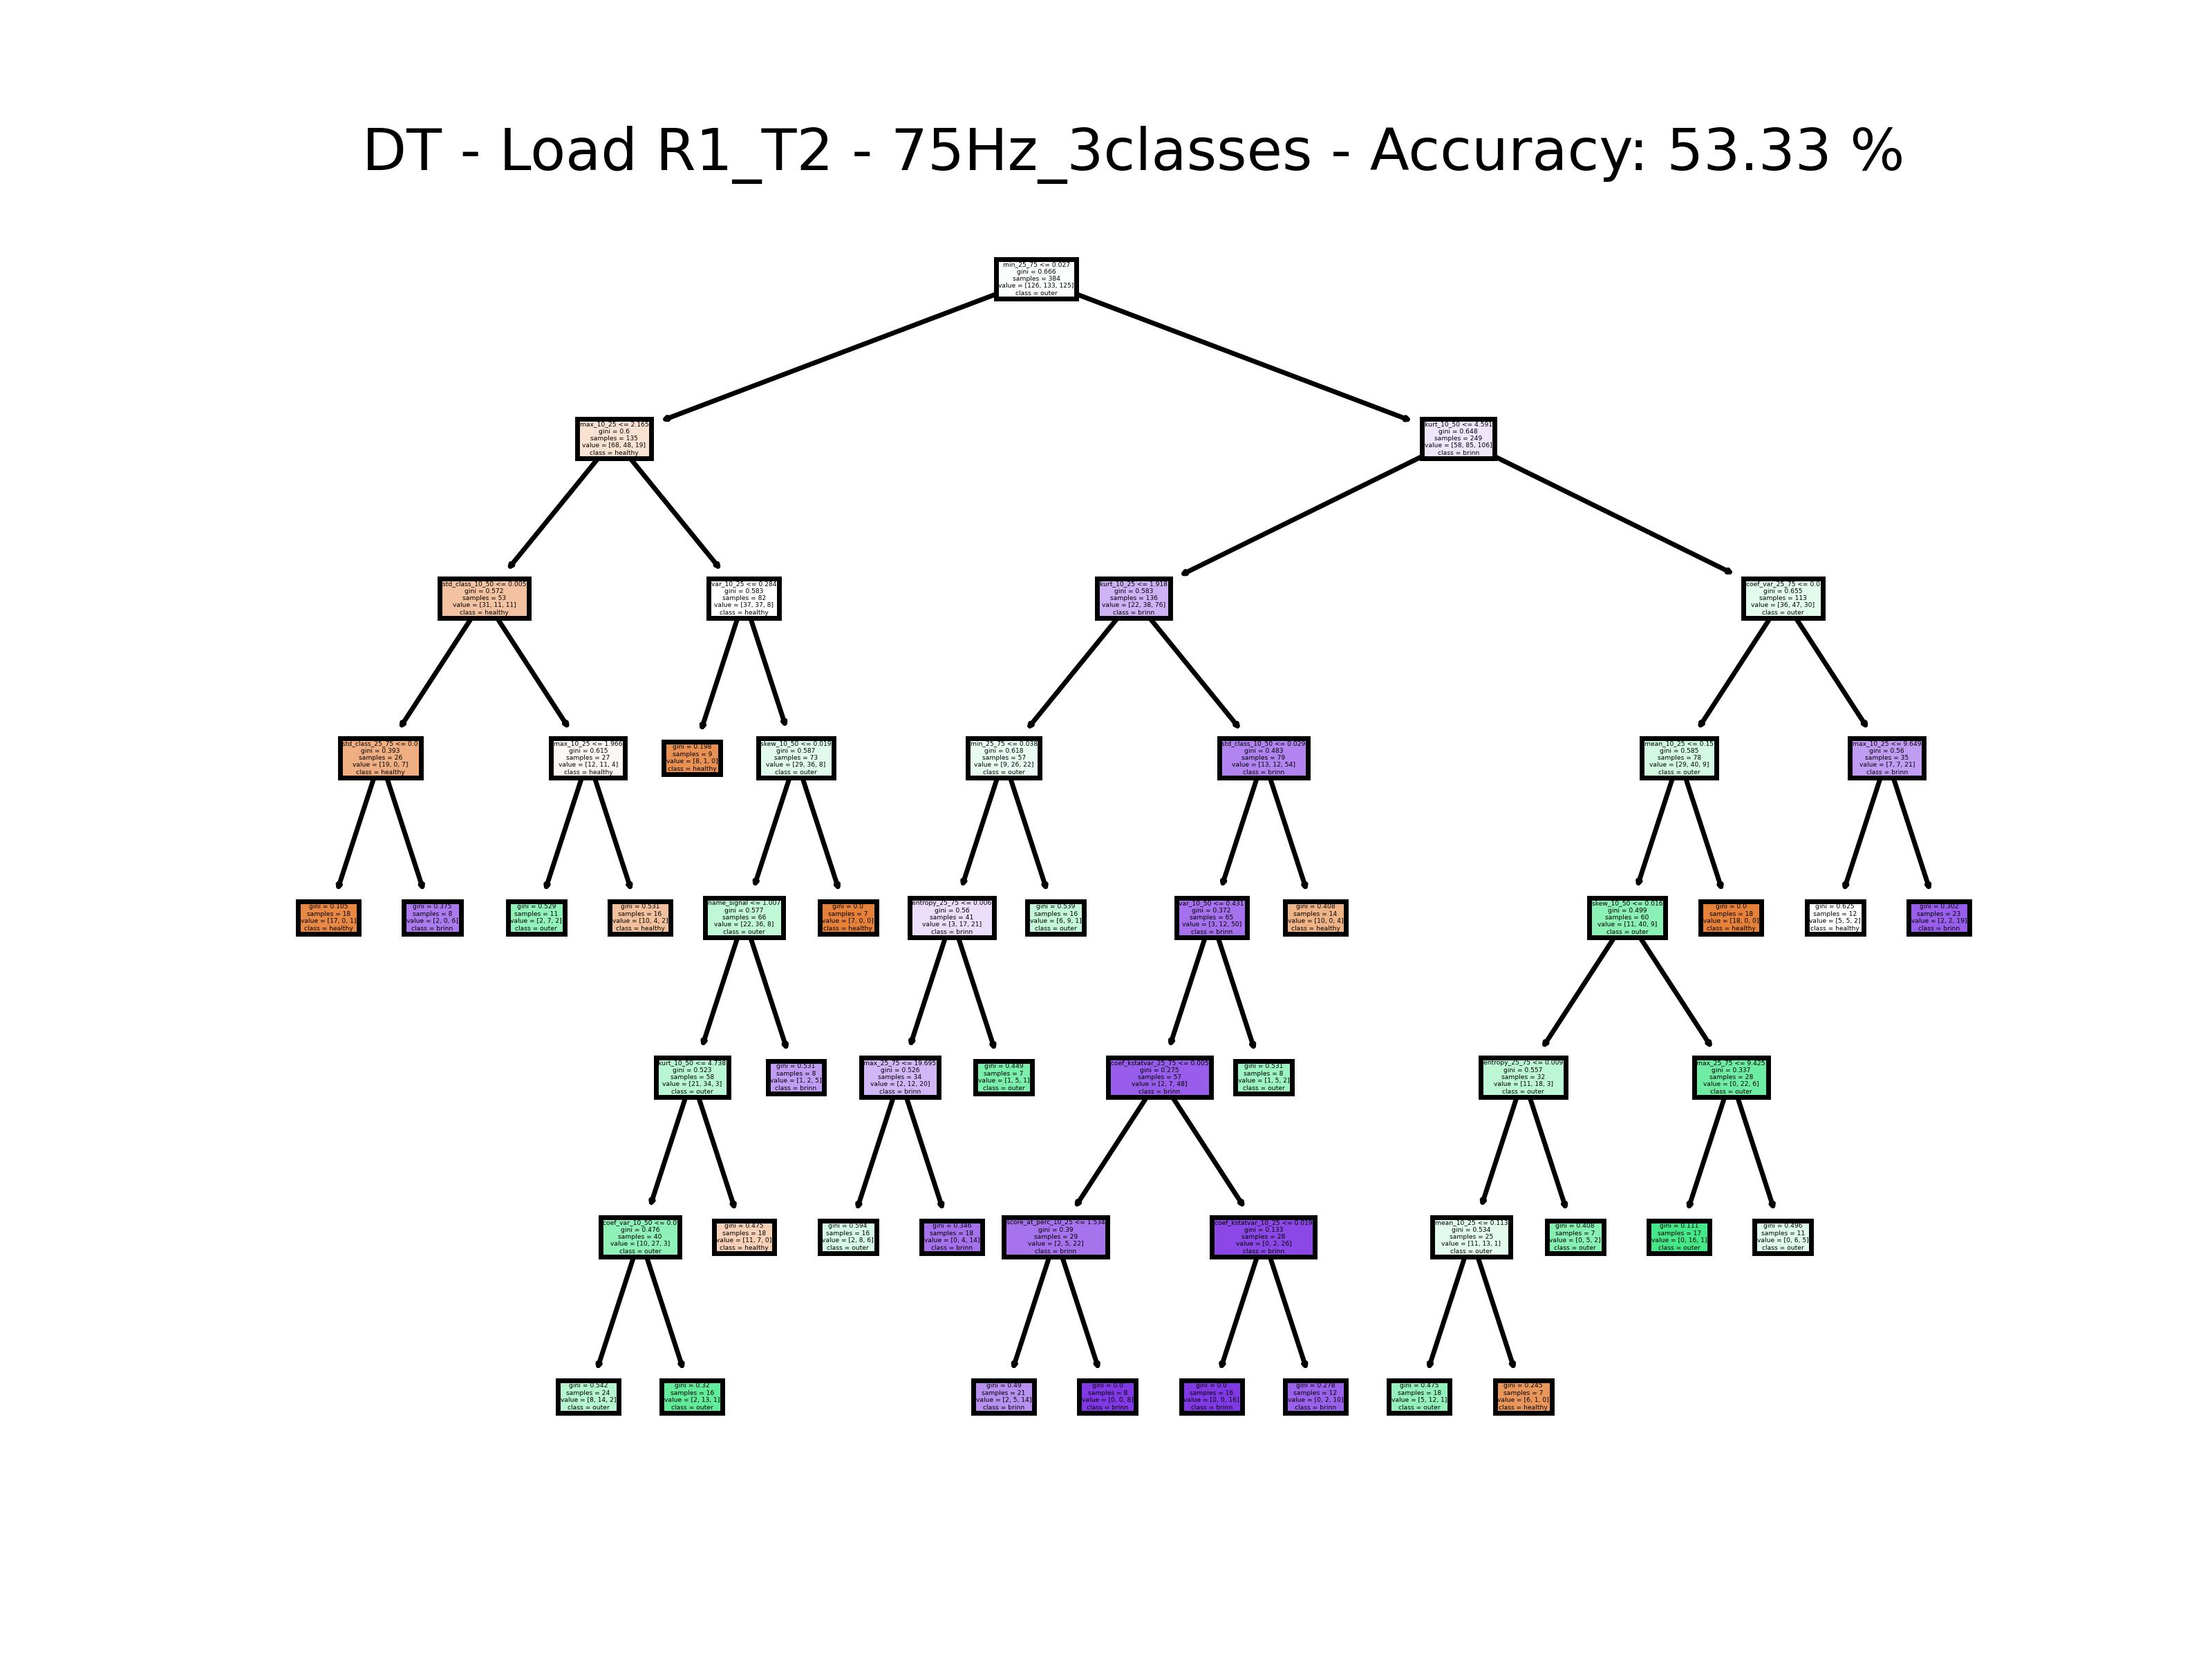 DT - Load R1_T2 - 75Hz_3classes - Accuracy: 53.33 %
min_25_75 <= 0.027
gini = 0.666
samples = 384
value = [126, 133, 125]
class = outer
max_10_25 <= 2.165
gini = 0.6
samples = 135
value = [68, 48, 19]
class = healthy
kurt_10_50 <= 4.591
gini = 0.648
samples = 249
value = [58, 85, 106]
class = brinn
std_class_10_50 <= 0.005
gini = 0.572
samples = 53
value = [31, 11, 11]
class = healthy
var_10_25 <= 0.284
gini = 0.583
samples = 82
value = [37, 37, 8]
class = healthy
kurt_10_25 <= 1.918
gini = 0.583
samples = 136
value = [22, 38, 76]
class = brinn
coef_var_25_75 <= 0.0
gini = 0.655
samples = 113
value = [36, 47, 30]
class = outer
std_class_25_75 <= 0.0
gini = 0.393
samples = 26
value = [19, 0, 7]
class = healthy
max_10_25 <= 1.966
gini = 0.615
samples = 27
value = [12, 11, 4]
class = healthy
gini = 0.198
samples = 9
value = [8, 1, 0]
class = healthy
skew_10_50 <= 0.019
gini = 0.587
samples = 73
value = [29, 36, 8]
class = outer
min_25_75 <= 0.038
gini = 0.618
samples = 57
value = [9, 26, 22]
class = outer
std_class_10_50 <= 0.029
gini = 0.483
samples = 79
value = [13, 12, 54]
class = brinn
mean_10_25 <= 0.15
gini = 0.585
samples = 78
value = [29, 40, 9]
class = outer
max_10_25 <= 9.649
gini = 0.56
samples = 35
value = [7, 7, 21]
class = brinn
gini = 0.105
samples = 18
value = [17, 0, 1]
class = healthy
gini = 0.375
samples = 8
value = [2, 0, 6]
class = brinn
gini = 0.529
samples = 11
value = [2, 7, 2]
class = outer
gini = 0.531
samples = 16
value = [10, 4, 2]
class = healthy
name_signal <= 1.007
gini = 0.577
samples = 66
value = [22, 36, 8]
class = outer
gini = 0.0
samples = 7
value = [7, 0, 0]
class = healthy
entropy_25_75 <= 0.006
gini = 0.56
samples = 41
value = [3, 17, 21]
class = brinn
gini = 0.539
samples = 16
value = [6, 9, 1]
class = outer
var_10_50 <= 0.431
gini = 0.372
samples = 65
value = [3, 12, 50]
class = brinn
gini = 0.408
samples = 14
value = [10, 0, 4]
class = healthy
skew_10_50 <= 0.016
gini = 0.499
samples = 60
value = [11, 40, 9]
class = outer
gini = 0.0
samples = 18
value = [18, 0, 0]
class = healthy
gini = 0.625
samples = 12
value = [5, 5, 2]
class = healthy
gini = 0.302
samples = 23
value = [2, 2, 19]
class = brinn
kurt_10_50 <= 4.738
gini = 0.523
samples = 58
value = [21, 34, 3]
class = outer
gini = 0.531
samples = 8
value = [1, 2, 5]
class = brinn
max_25_75 <= 19.695
gini = 0.526
samples = 34
value = [2, 12, 20]
class = brinn
gini = 0.449
samples = 7
value = [1, 5, 1]
class = outer
coef_kstatvar_25_75 <= 0.005
gini = 0.275
samples = 57
value = [2, 7, 48]
class = brinn
gini = 0.531
samples = 8
value = [1, 5, 2]
class = outer
entropy_25_75 <= 0.009
gini = 0.557
samples = 32
value = [11, 18, 3]
class = outer
max_25_75 <= 9.425
gini = 0.337
samples = 28
value = [0, 22, 6]
class = outer
coef_var_10_50 <= 0.0
gini = 0.476
samples = 40
value = [10, 27, 3]
class = outer
gini = 0.475
samples = 18
value = [11, 7, 0]
class = healthy
gini = 0.594
samples = 16
value = [2, 8, 6]
class = outer
gini = 0.346
samples = 18
value = [0, 4, 14]
class = brinn
score_at_perc_10_25 <= 1.534
gini = 0.39
samples = 29
value = [2, 5, 22]
class = brinn
coef_kstatvar_10_25 <= 0.019
gini = 0.133
samples = 28
value = [0, 2, 26]
class = brinn
mean_10_25 <= 0.113
gini = 0.534
samples = 25
value = [11, 13, 1]
class = outer
gini = 0.408
samples = 7
value = [0, 5, 2]
class = outer
gini = 0.111
samples = 17
value = [0, 16, 1]
class = outer
gini = 0.496
samples = 11
value = [0, 6, 5]
class = outer
gini = 0.542
samples = 24
value = [8, 14, 2]
class = outer
gini = 0.32
samples = 16
value = [2, 13, 1]
class = outer
gini = 0.49
samples = 21
value = [2, 5, 14]
class = brinn
gini = 0.0
samples = 8
value = [0, 0, 8]
class = brinn
gini = 0.0
samples = 16
value = [0, 0, 16]
class = brinn
gini = 0.278
samples = 12
value = [0, 2, 10]
class = brinn
gini = 0.475
samples = 18
value = [5, 12, 1]
class = outer
gini = 0.245
samples = 7
value = [6, 1, 0]
class = healthy